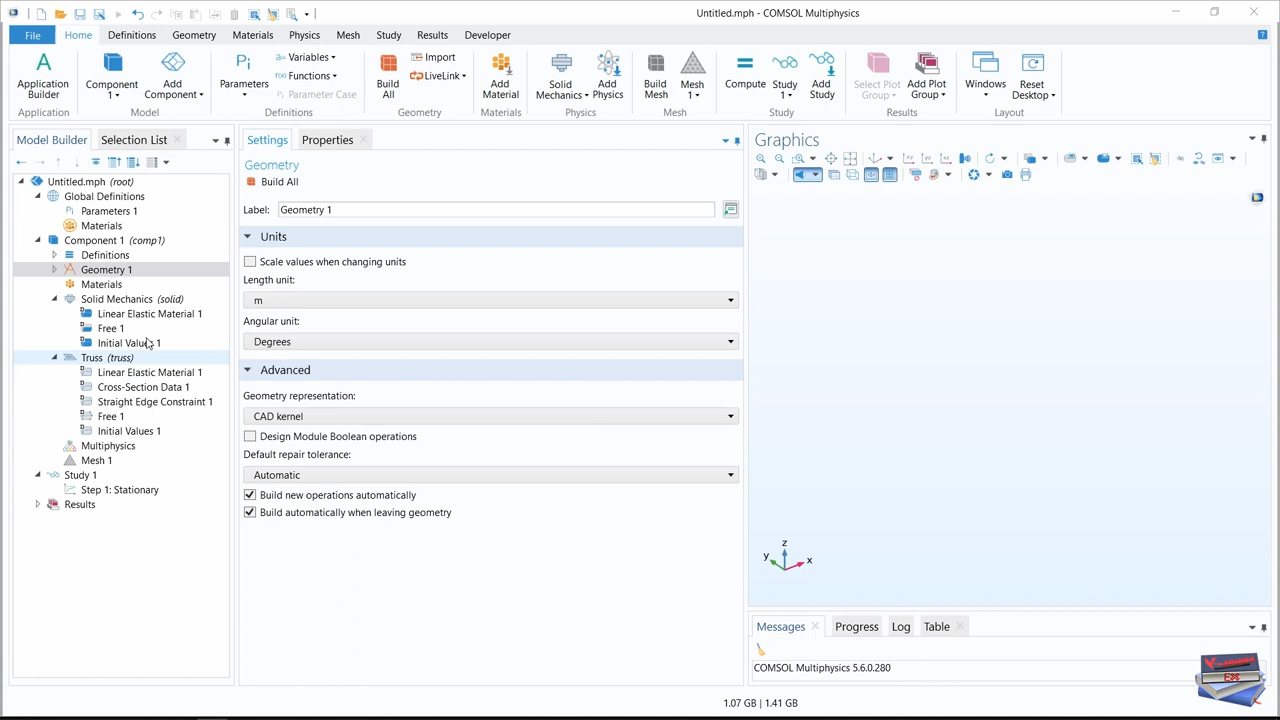 Untitled.mph - COMSOL Multiphysics
File Home Definitions Geometry Materials Physics Mesh Study Results Developer
Application Builder
Component 1
Add Component
Parameters
Variables
Functions
Parameter Case
Build All
Import
LiveLink
Add Material
Solid Mechanics
Add Physics
Build Mesh
Mesh 1
Compute
Study 1
Add Study
Select Plot Group
Add Plot Group
Windows
Reset Desktop
Application Model Definitions Geometry Materials Physics Mesh Study Results Layout
Model Builder Selection List
Untitled.mph (root)
Global Definitions
Parameters 1
Materials
Component 1 (comp1)
Definitions
Geometry 1
Materials
Solid Mechanics (solid)
Linear Elastic Material 1
Free 1
Initial Values 1
Truss (truss)
Linear Elastic Material 1
Cross-Section Data 1
Straight Edge Constraint 1
Free 1
Initial Values 1
Multiphysics
Mesh 1
Study 1
Step 1: Stationary
Results
Settings Properties
Geometry
Build All
Label: Geometry 1
Units
Scale values when changing units
Length unit:
m
Angular unit:
Degrees
Advanced
Geometry representation:
CAD kernel
Design Module Boolean operations
Default repair tolerance:
Automatic
Build new operations automatically
Build automatically when leaving geometry
Graphics
z
y x
Messages Progress Log Table
COMSOL Multiphysics 5.6.0.280
1.07 GB | 1.41 GB